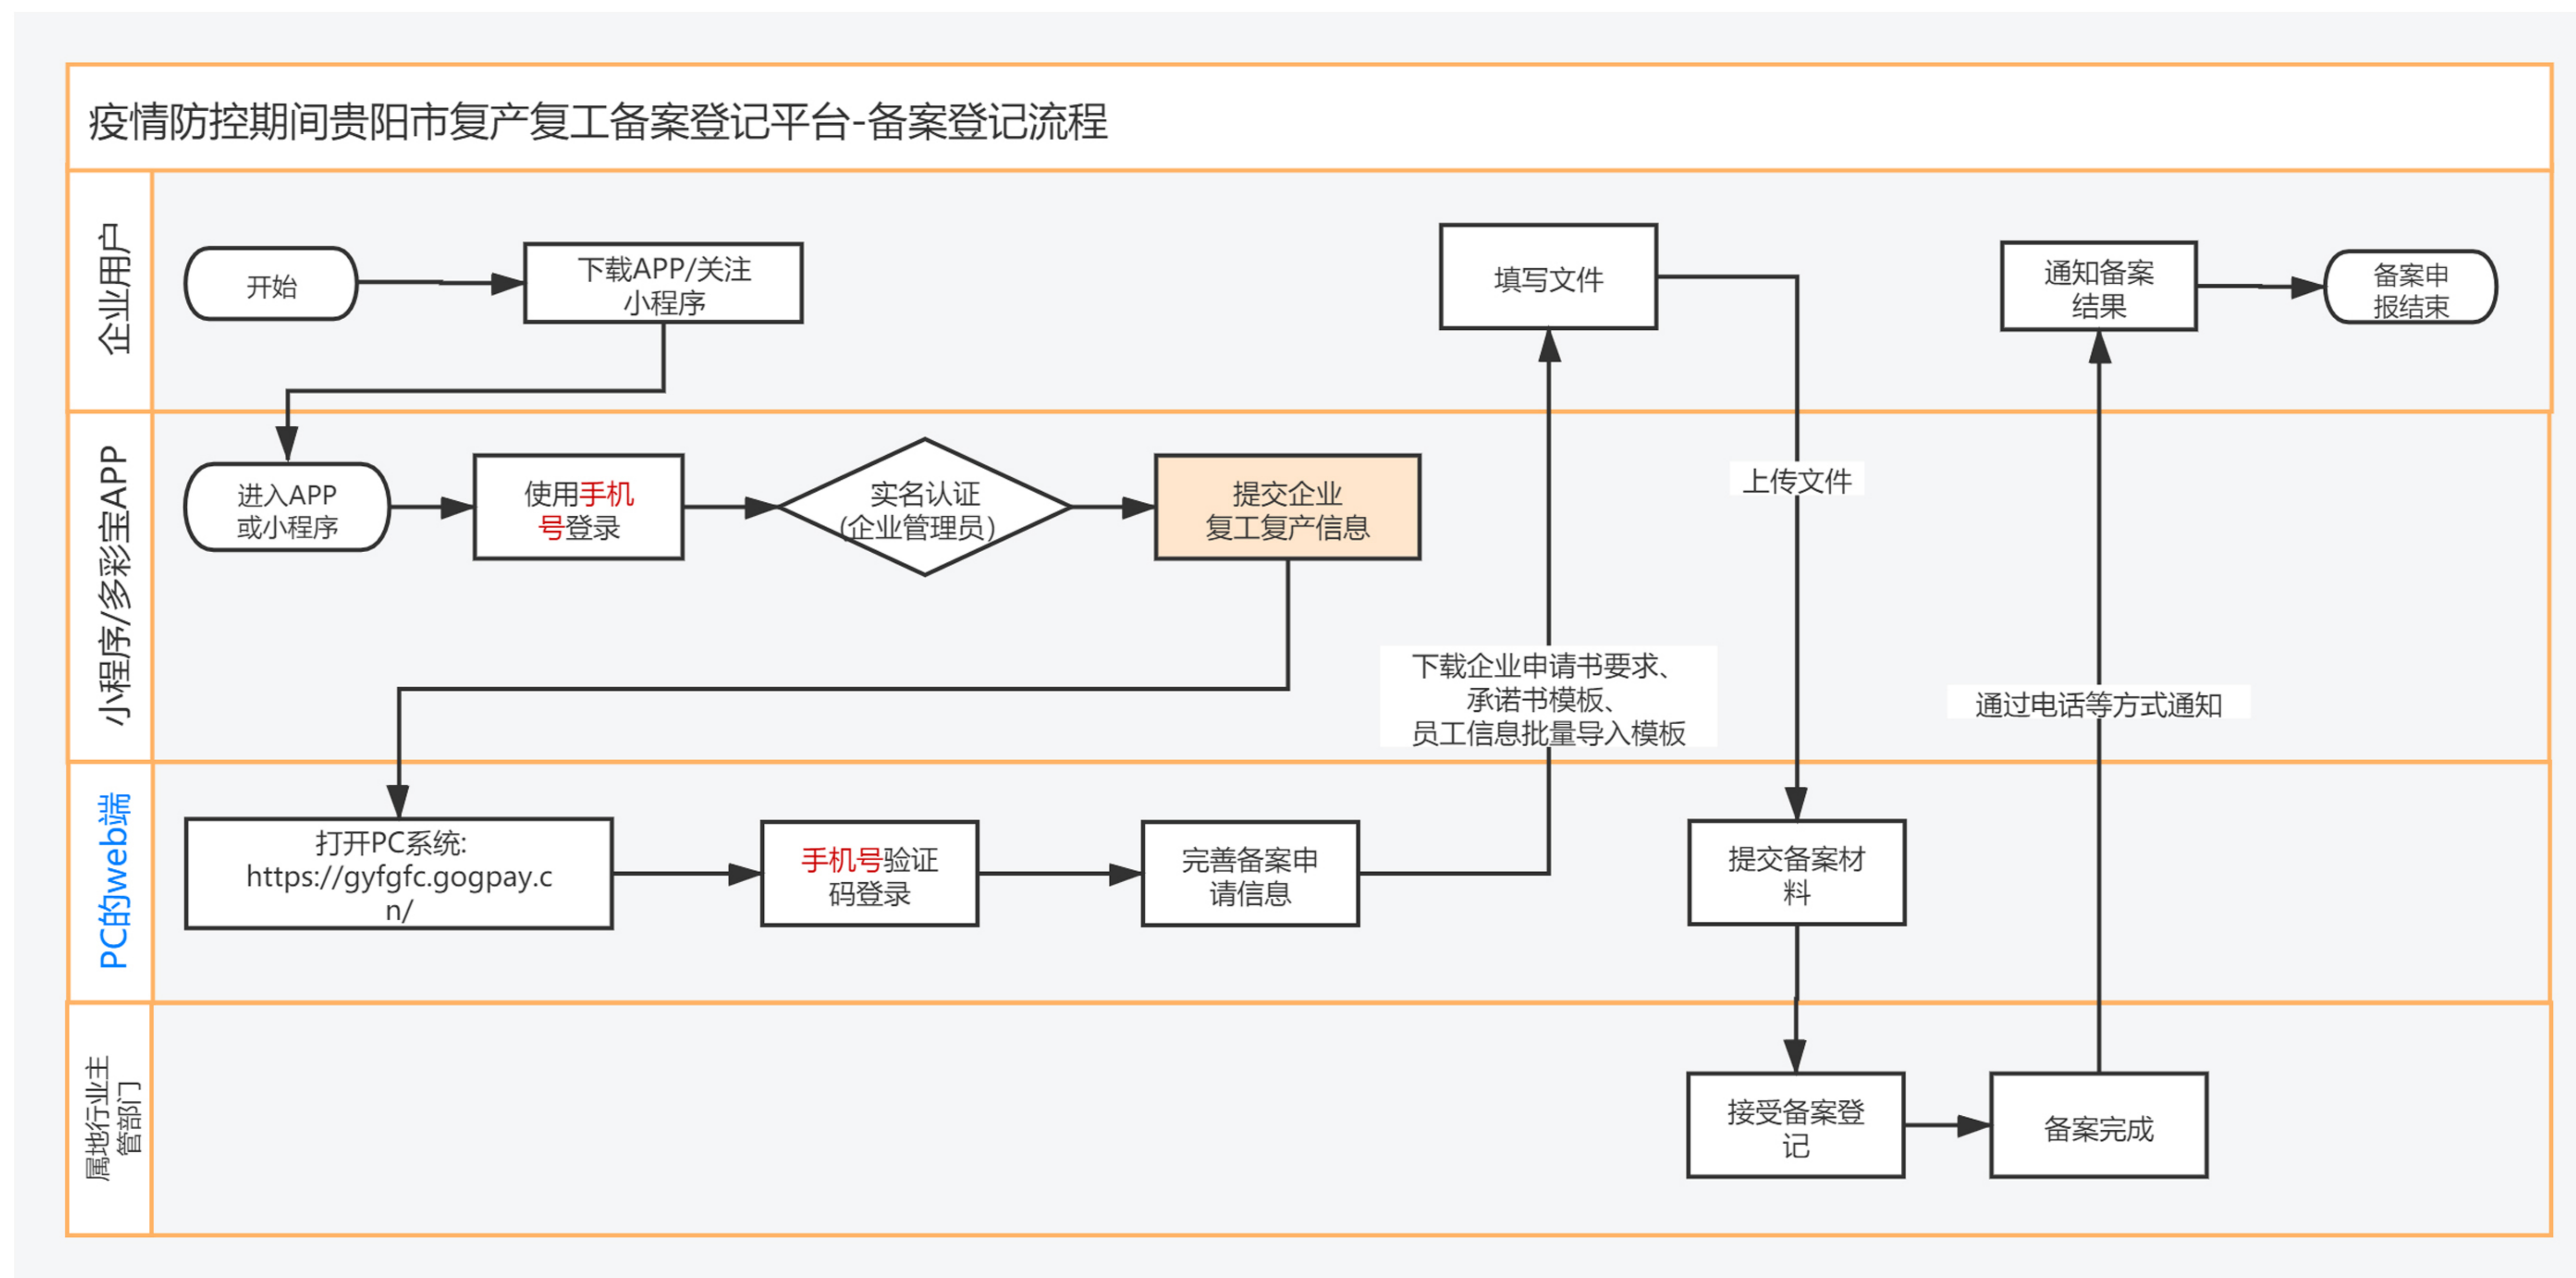 疫情防控期间贵阳市复产复工备案登记平台-备案登记流程
企业用户
开始
下载APP/关注
小程序
填写文件
通知备案
结果
备案申
报结束
小程序/多彩宝APP
进入APP
或小程序
使用手机
号登录
实名认证
(企业管理员)
提交企业
复工复产信息
上传文件
下载企业申请书要求、
承诺书模板、
员工信息批量导入模板
通过电话等方式通知
PC的web端
打开PC系统:
https://gyfgfc.gogpay.c
n/
手机号验证
码登录
完善备案申
请信息
提交备案材
料
属地行业主
管部门
接受备案登
记
备案完成